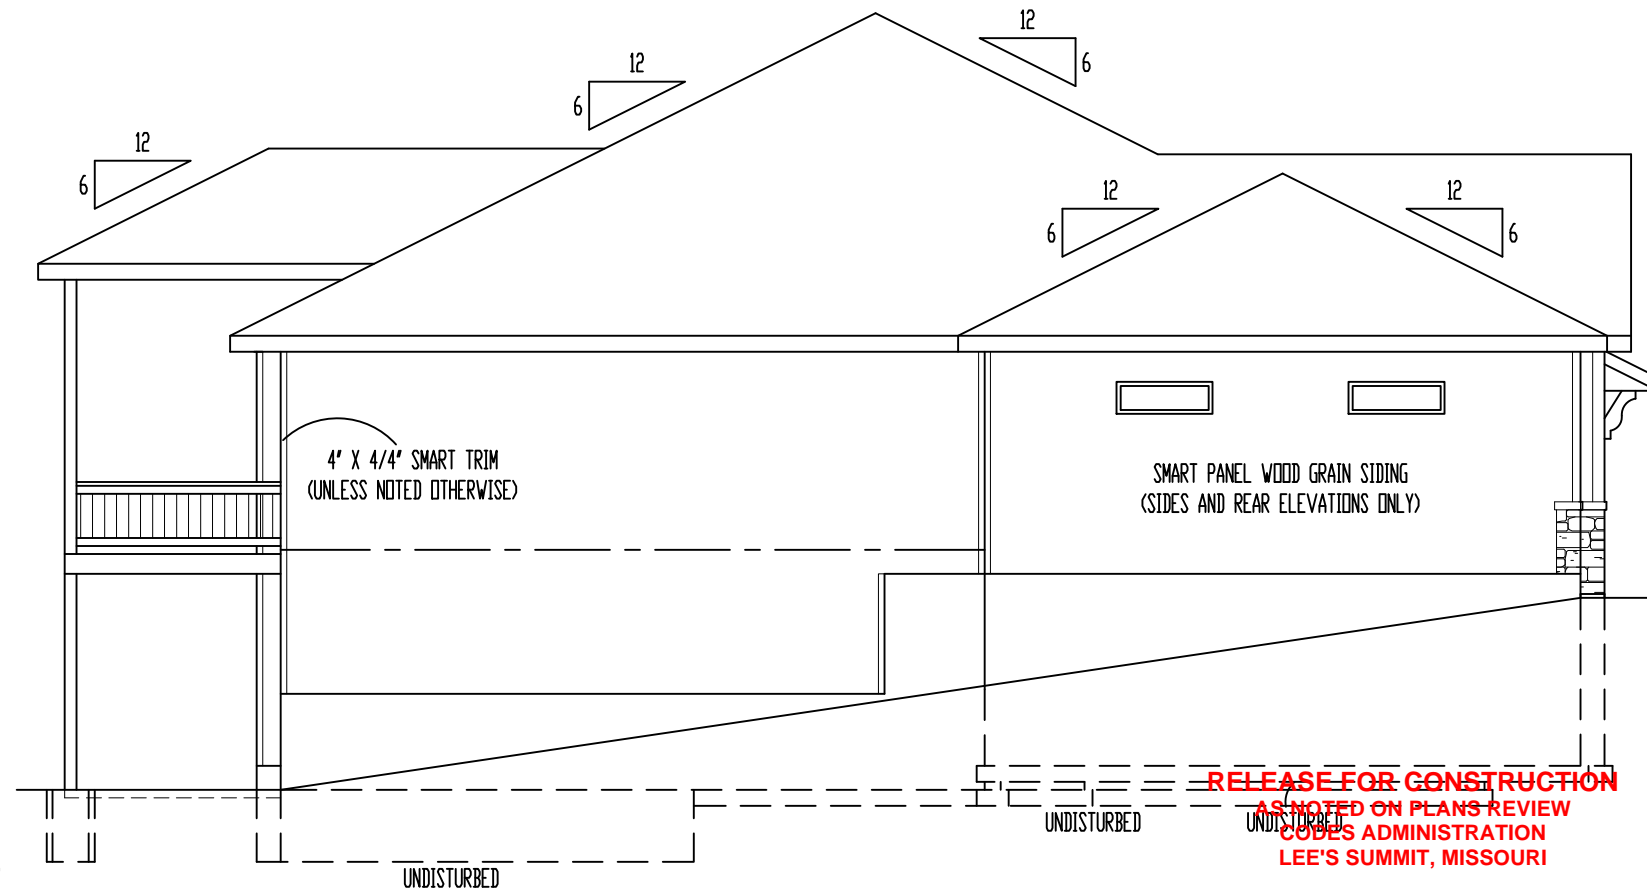 12
6
12
6
12
6
12
6
12
6
4" X 4/4" SMART TRIM
(UNLESS NOTED OTHERWISE)
SMART PANEL WOOD GRAIN SIDING
(SIDES AND REAR ELEVATIONS ONLY)
RELEASE FOR CONSTRUCTION
AS NOTED ON PLANS REVIEW
CODES ADMINISTRATION
LEE'S SUMMIT, MISSOURI
UNDISTURBED
UNDISTURBED
UNDISTURBED